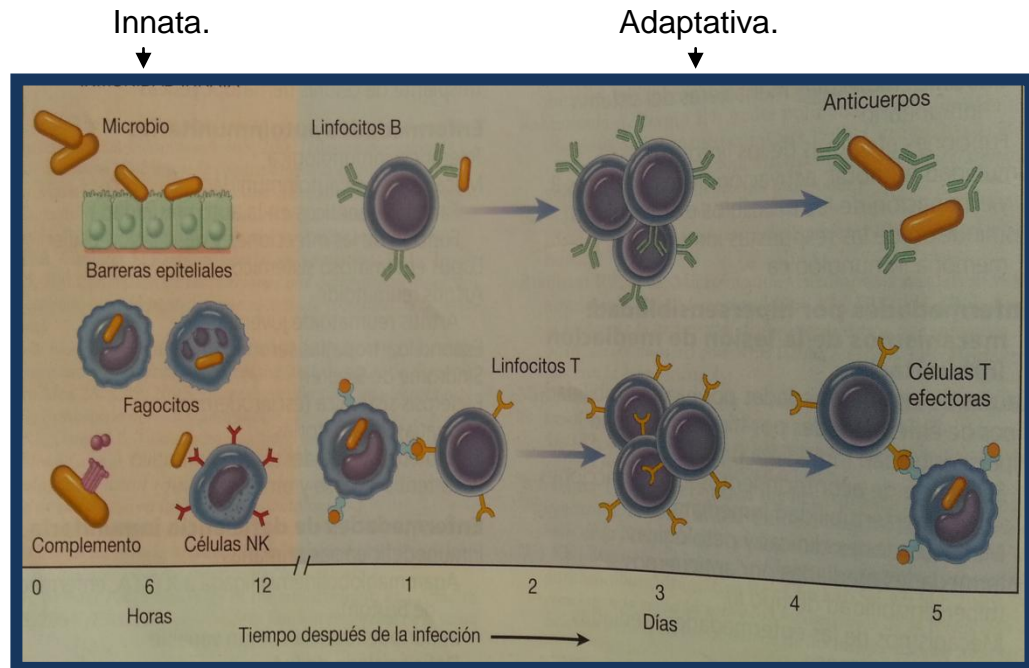 Innata.
Adaptativa.
Microbio
Linfocitos B
Anticuerpos
Barreras epiteliales
Linfocitos T
Células T
efectoras
Fagocitos
Complemento
Células NK
0
6
12
1
2
3
4
5
Horas
Días
Tiempo después de la infección